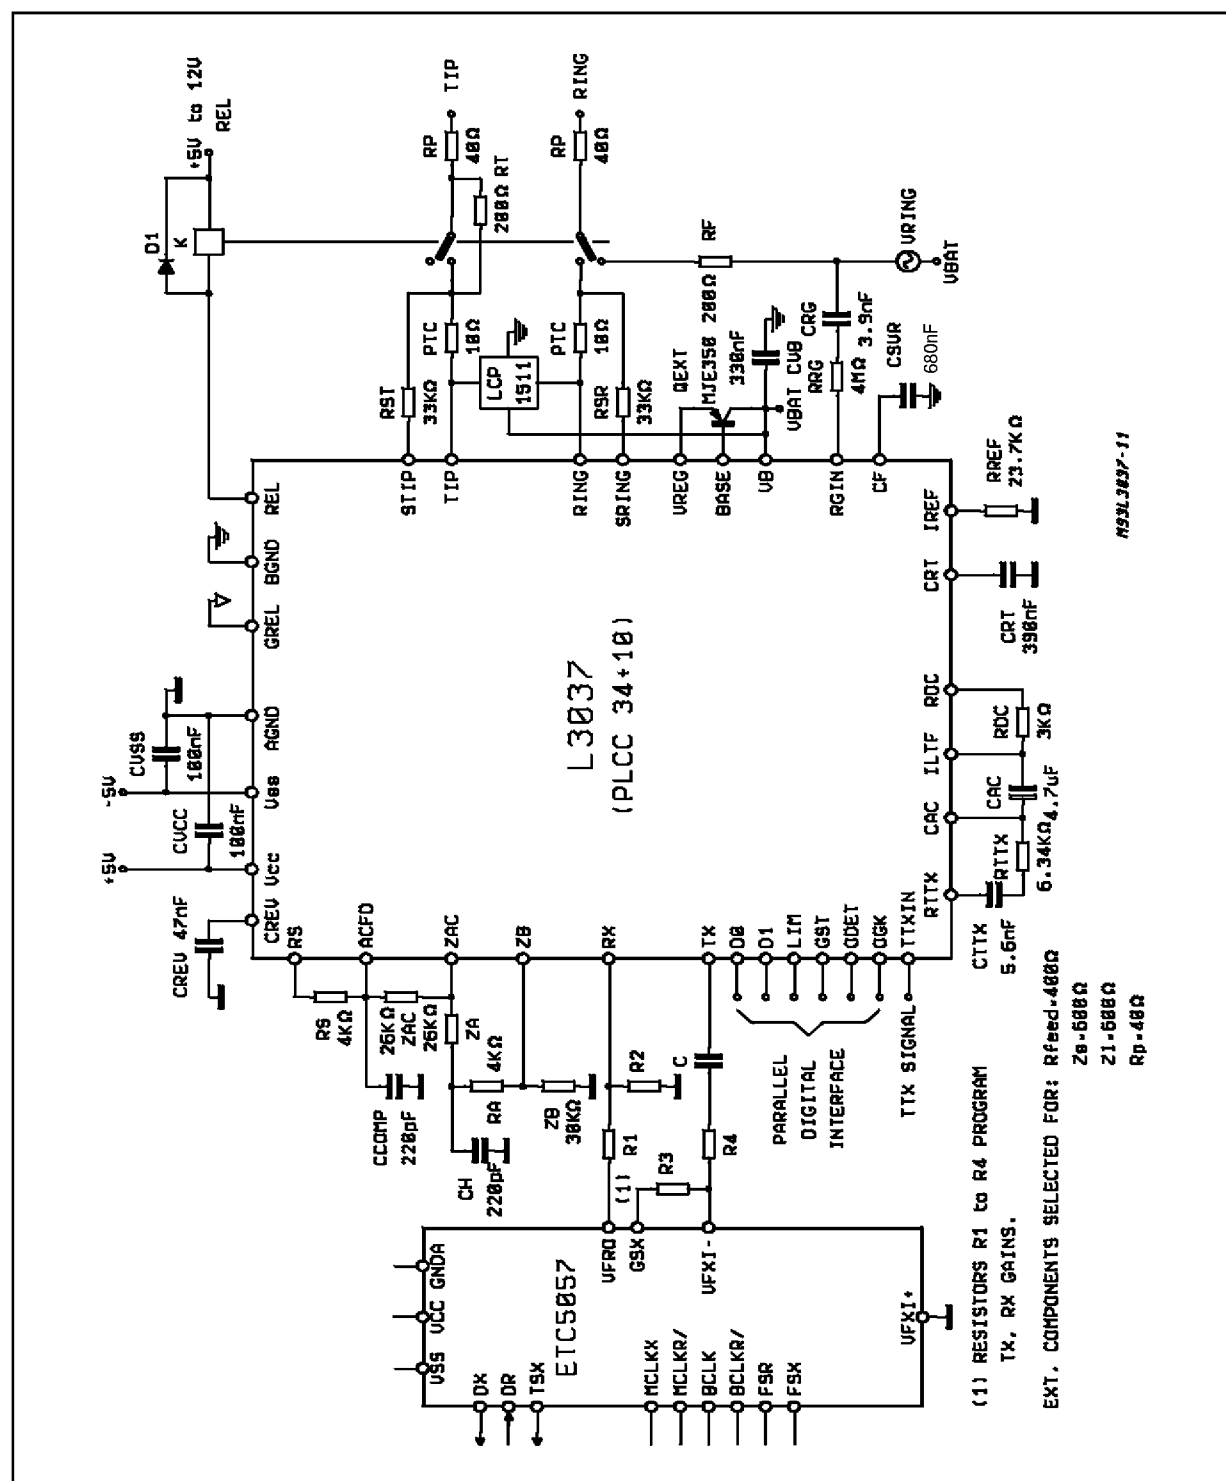 +5V to 12V
REL
D1
K
TIP
RING
RP
40Ω
RP
40Ω
200Ω RT
RF
200Ω
VRING
VBAT
PTC
10Ω
PTC
10Ω
LCP
1511
RST
33KΩ
RSR
33KΩ
QEXT
MJE350
330nF
CVB
VBAT
CRG
3.9nF
RRG
4MΩ
CSVR
680nF
REL
BGND
GREL
AGND
VSS
VCC
CREV
STIP
TIP
RING
SRING
VREG
BASE
VB
RGIN
CF
L3037
(PLCC 34+10)
-5V
+5V
CVSS
100nF
CVCC
100nF
CREV 47nF
RS
ACFD
ZAC
ZB
RX
TX
D0
D1
LIM
GST
ODET
OGK
TTXIN
RTTX
CAC
ILTF
RDC
CRT
IREF
RREF
23.7KΩ
CRT
390nF
RDC
3KΩ
CAC
4.7uF
RTTX
6.34KΩ
CTTX
5.6nF
RS
4KΩ
26KΩ
ZAC
26KΩ
ZA
CCOMP
220pF
RA
4KΩ
CH
220pF
ZB
30KΩ
R1
(1)
R2
R3
R4
C
PARALLEL
DIGITAL
INTERFACE
TTX SIGNAL
ETC5057
VSS
VCC
GNDA
VFRO
GSX
VFXI-
VFXI+
DX
DR
TSX
MCLKX
MCLKR/
BCLK
BCLKR/
FSR
FSX
(1) RESISTORS R1 to R4 PROGRAM
TX, RX GAINS.
EXT. COMPONENTS SELECTED FOR: Rfeed=400Ω
Zs=600Ω
Zl=600Ω
Rp=40Ω
M93L3037-11